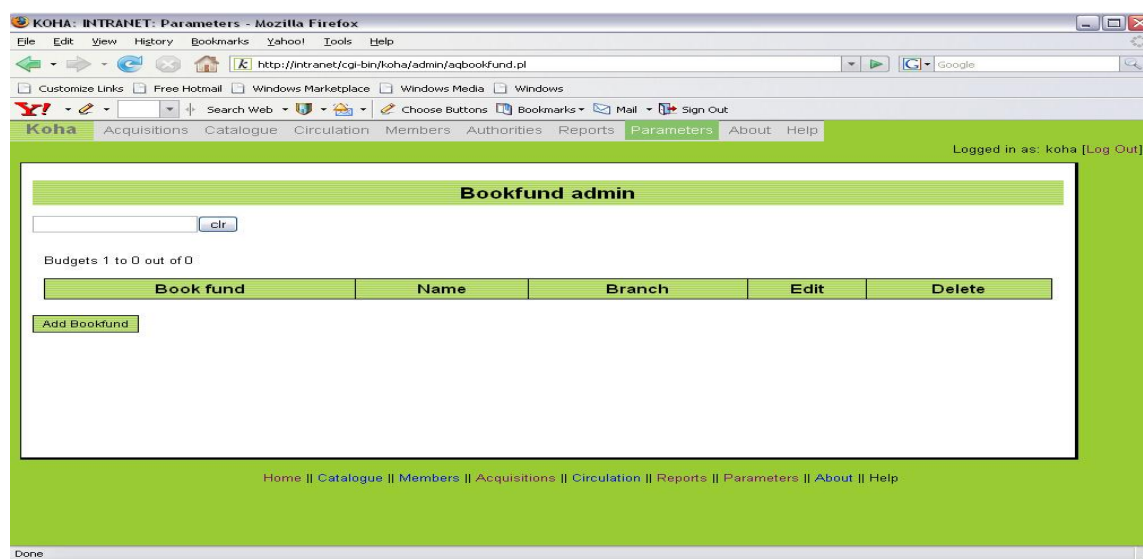 KOHA: INTRANET: Parameters - Mozilla Firefox
File Edit View History Bookmarks Yahoo! Tools Help
http://intranet/cgi-bin/koha/admin/aqbookfund.pl Google
Customize Links Free Hotmail Windows Marketplace Windows Media Windows
Y! Search Web Choose Buttons Bookmarks Mail Sign Out
Koha Acquisitions Catalogue Circulation Members Authorities Reports Parameters About Help
Logged in as: koha [Log Out]
Bookfund admin
clr
Budgets 1 to 0 out of 0
Book fund Name Branch Edit Delete
Add Bookfund
Home || Catalogue || Members || Acquisitions || Circulation || Reports || Parameters || About || Help
Done